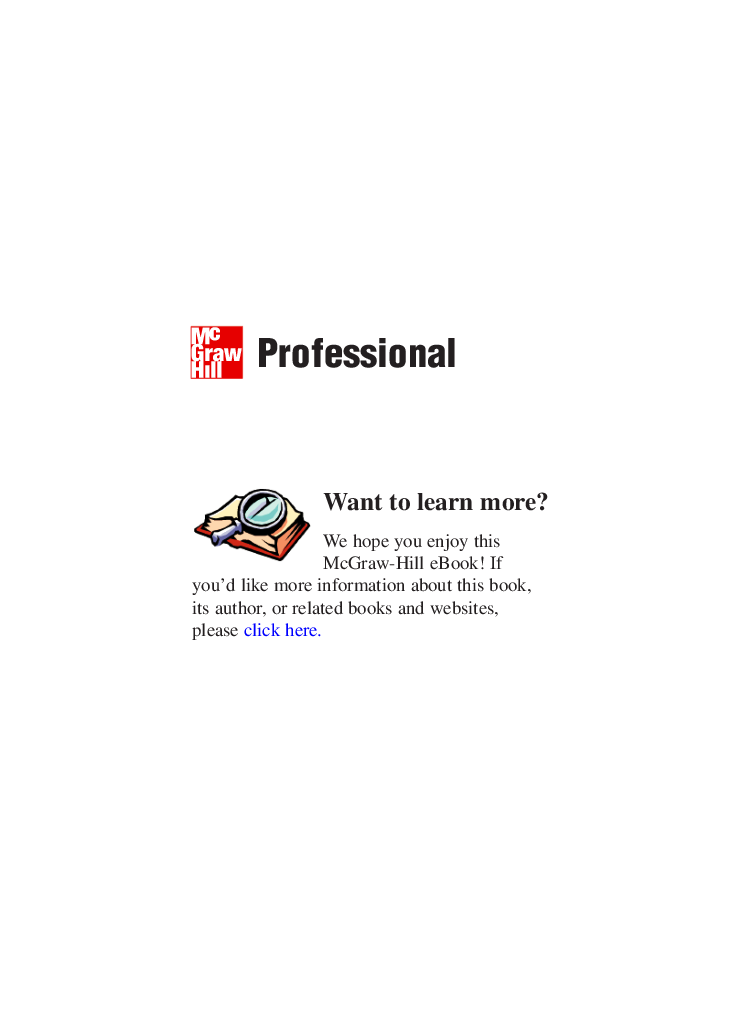 Mc
Graw
Hill
Professional
Want to learn more?
We hope you enjoy this
McGraw-Hill eBook! If
you’d like more information about this book,
its author, or related books and websites,
please click here.